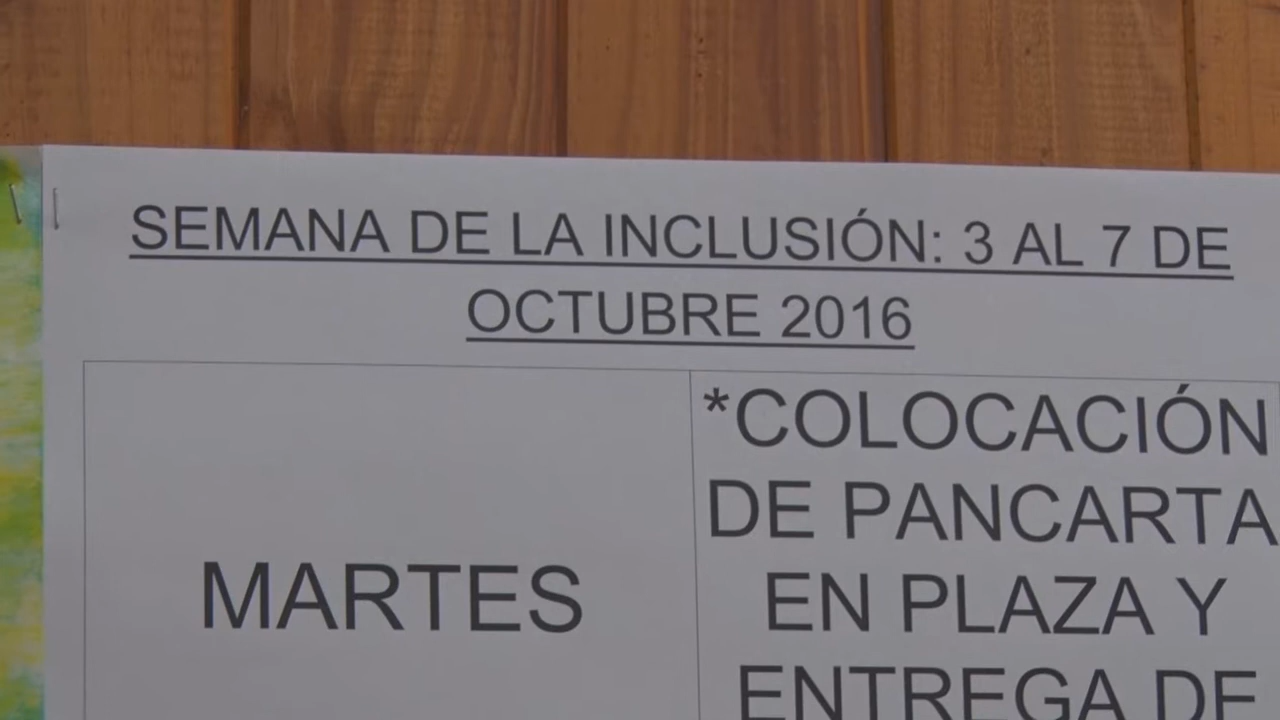 SEMANA DE LA INCLUSIÓN: 3 AL 7 DE
OCTUBRE 2016
MARTES
*COLOCACIÓN
DE PANCARTA
EN PLAZA Y
ENTREGA DE